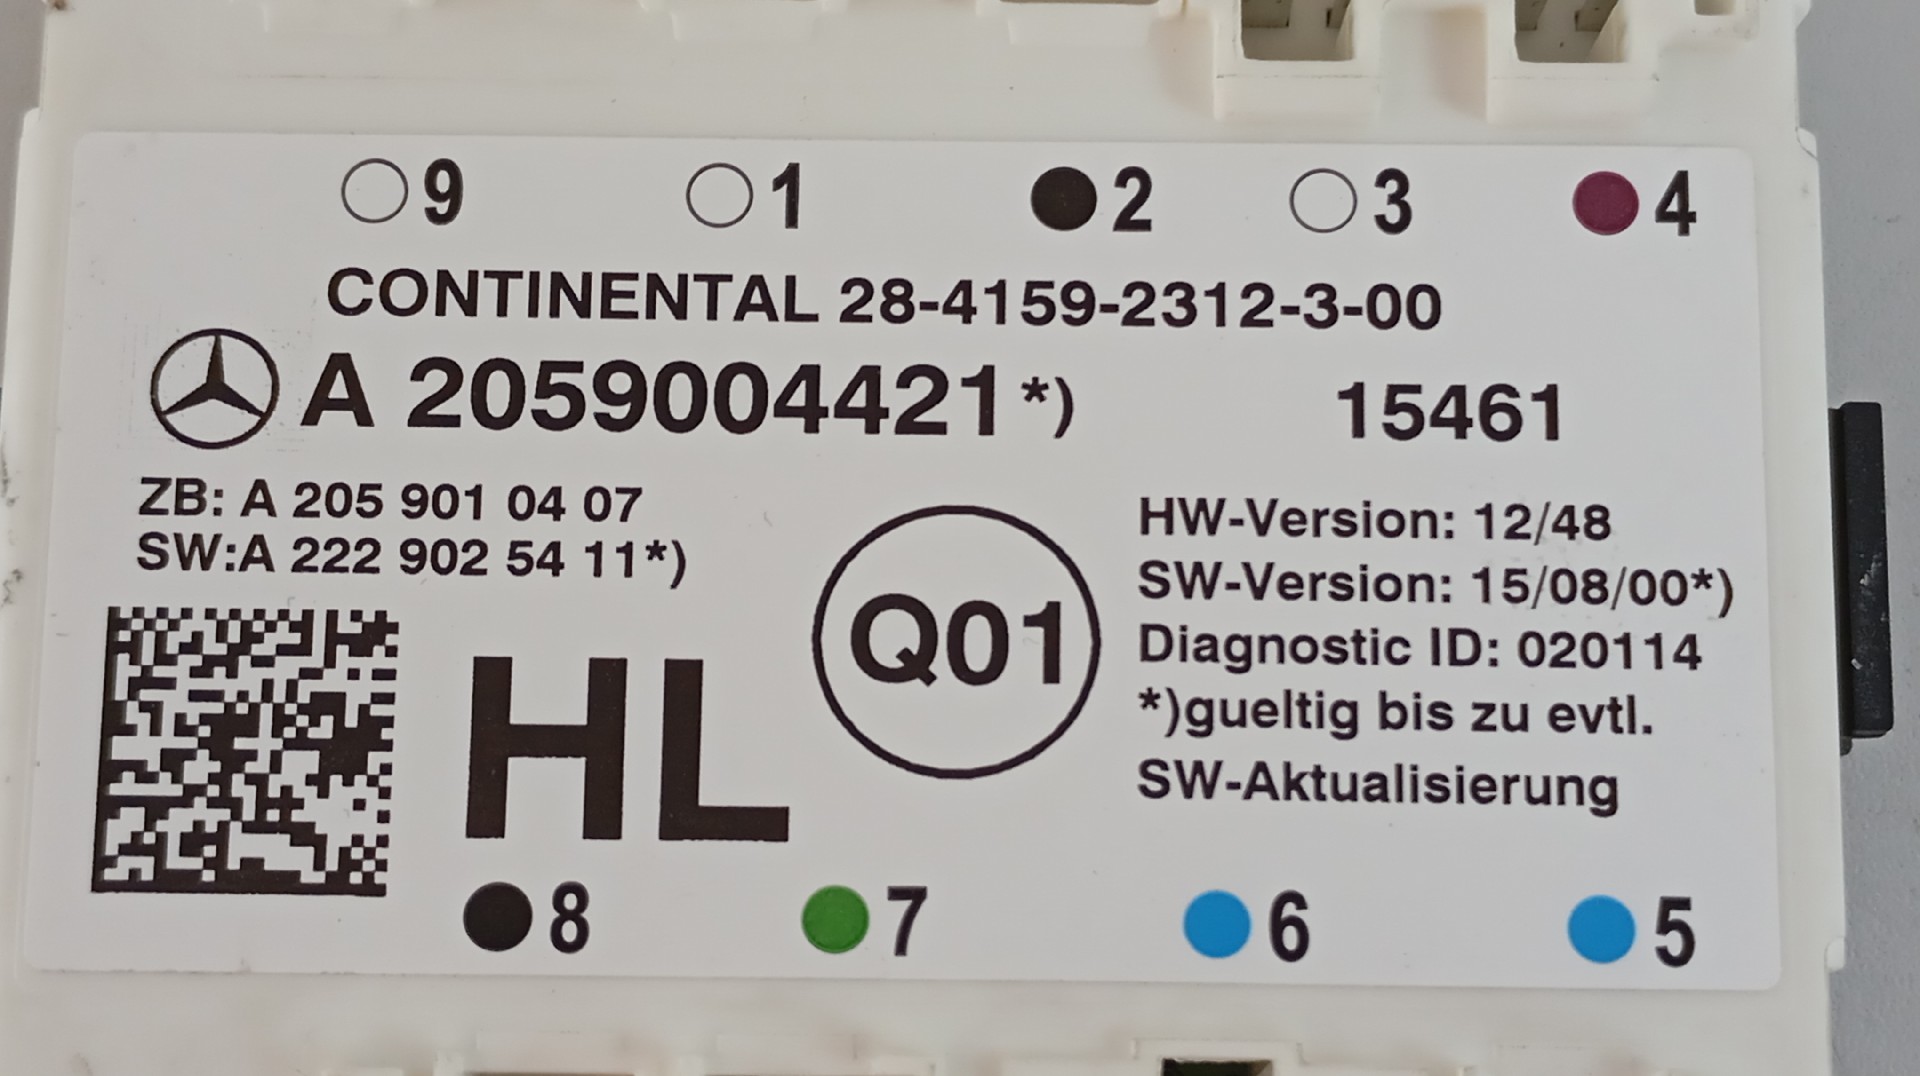 9 1 2 3 4
CONTINENTAL 28-4159-2312-3-00
A 2059004421*) 15461
ZB: A 205 901 04 07
SW:A 222 902 54 11*)
HL
Q01
HW-Version: 12/48
SW-Version: 15/08/00*)
Diagnostic ID: 020114
*)gueltig bis zu evtl.
SW-Aktualisierung
8 7 6 5